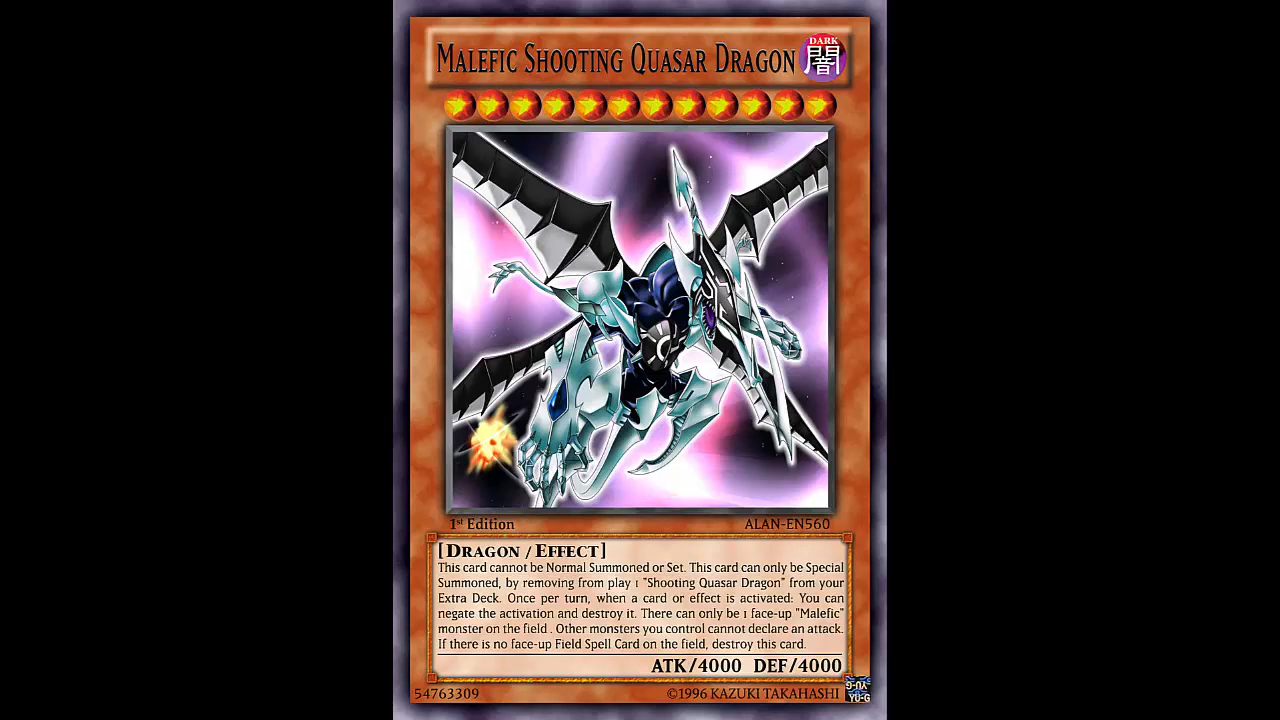 MALEFIC SHOOTING QUASAR DRAGON
DARK
闇
1st Edition
ALAN-EN560
[DRAGON / EFFECT]
This card cannot be Normal Summoned or Set. This card can only be Special
Summoned, by removing from play 1 "Shooting Quasar Dragon" from your
Extra Deck. Once per turn, when a card or effect is activated: You can
negate the activation and destroy it. There can only be 1 face-up "Malefic"
monster on the field . Other monsters you control cannot declare an attack.
If there is no face-up Field Spell Card on the field, destroy this card.
ATK/4000 DEF/4000
54763309
©1996 KAZUKI TAKAHASHI